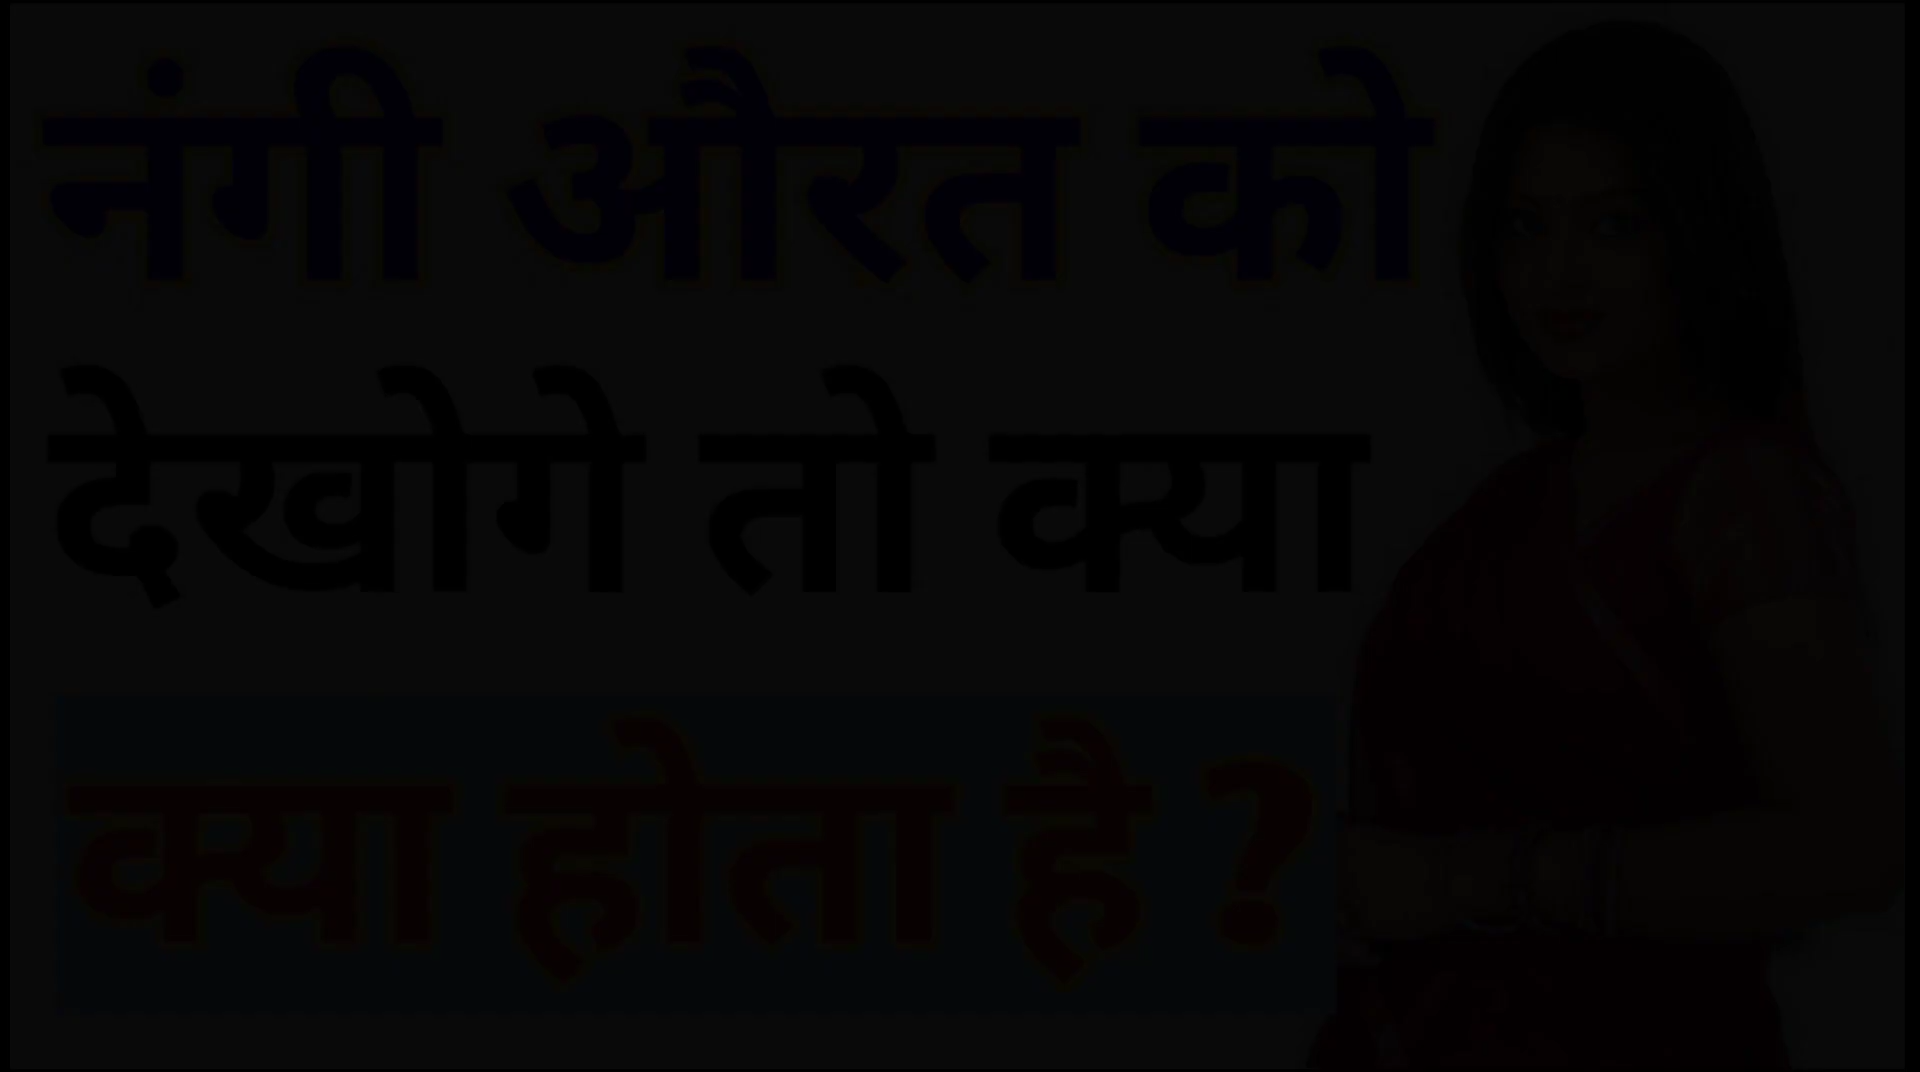 नंगी औरत को
देखोगे तो क्या
क्या होता है ?